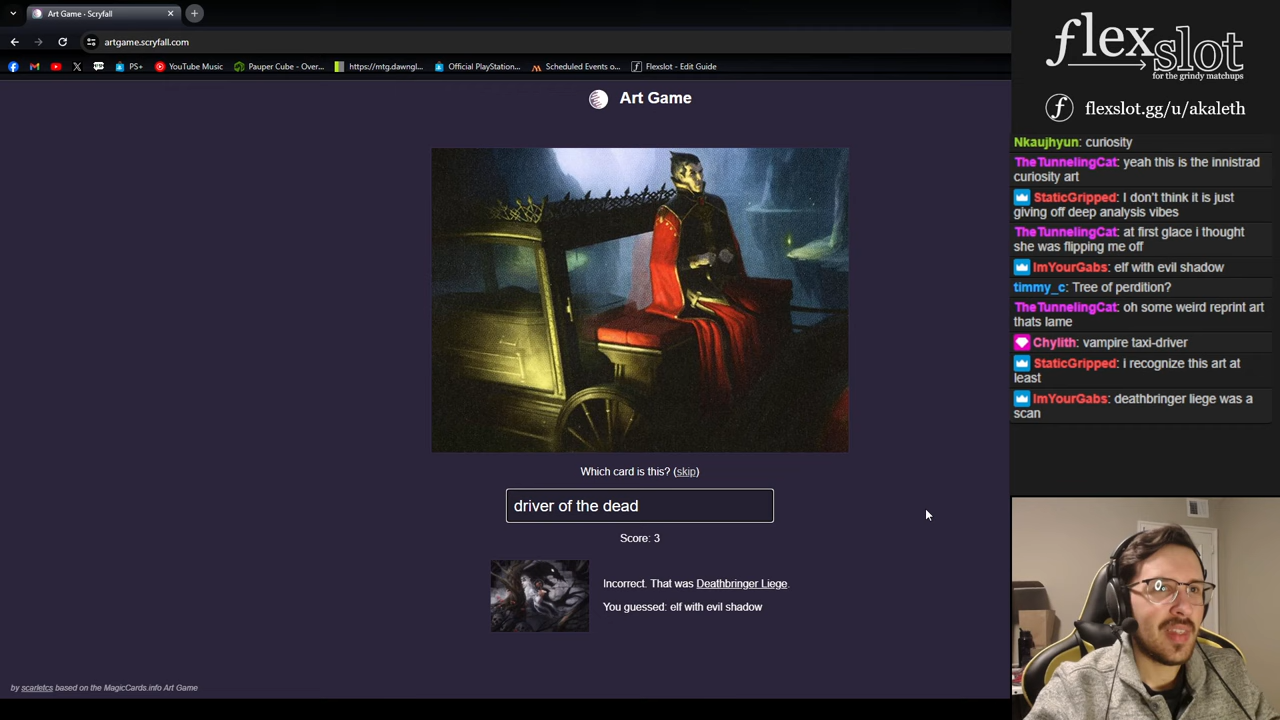 Art Game · Scryfall
artgame.scryfall.com
PS+
YouTube Music
Pauper Cube - Over...
https://mtg.dawngl...
Official PlayStation...
Scheduled Events o...
Flexslot - Edit Guide
Art Game
Which card is this? (skip)
driver of the dead
Score: 3
Incorrect. That was Deathbringer Liege.
You guessed: elf with evil shadow
by scarletcs based on the MagicCards.info Art Game
flexslot
for the grindy matchups
flexslot.gg/u/akaleth
Nkaujhyun: curiosity
TheTunnelingCat: yeah this is the innistrad
curiosity art
StaticGripped: I don't think it is just
giving off deep analysis vibes
TheTunnelingCat: at first glace i thought
she was flipping me off
ImYourGabs: elf with evil shadow
timmy_c: Tree of perdition?
TheTunnelingCat: oh some weird reprint art
thats lame
Chylith: vampire taxi-driver
StaticGripped: i recognize this art at
least
ImYourGabs: deathbringer liege was a
scan